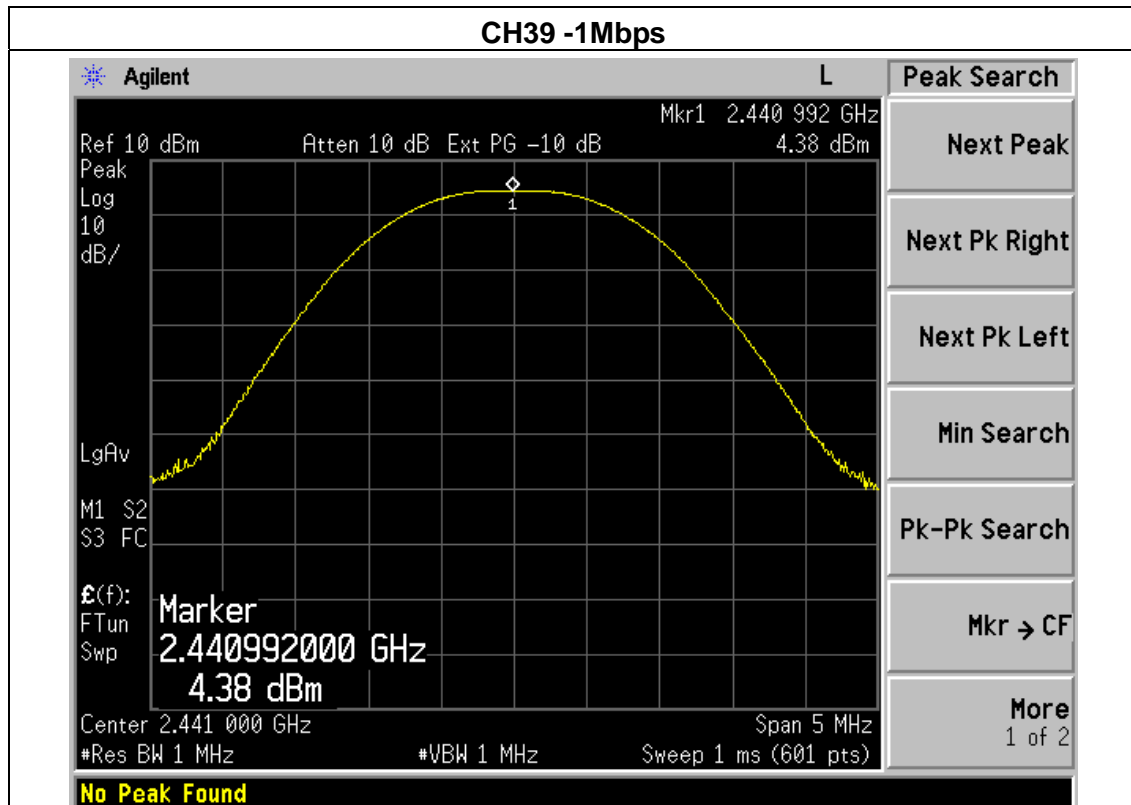 CH39 -1Mbps
Agilent L Peak Search
Mkr1 2.440 992 GHz
Ref 10 dBm Atten 10 dB Ext PG -10 dB 4.38 dBm
Peak
Log
10
dB/
1
LgAv
M1 S2
S3 FC
£(f):
FTun
Swp
Marker
2.440992000 GHz
4.38 dBm
Center 2.441 000 GHz Span 5 MHz
#Res BW 1 MHz #VBW 1 MHz Sweep 1 ms (601 pts)
No Peak Found
Next Peak
Next Pk Right
Next Pk Left
Min Search
Pk-Pk Search
Mkr → CF
More
1 of 2